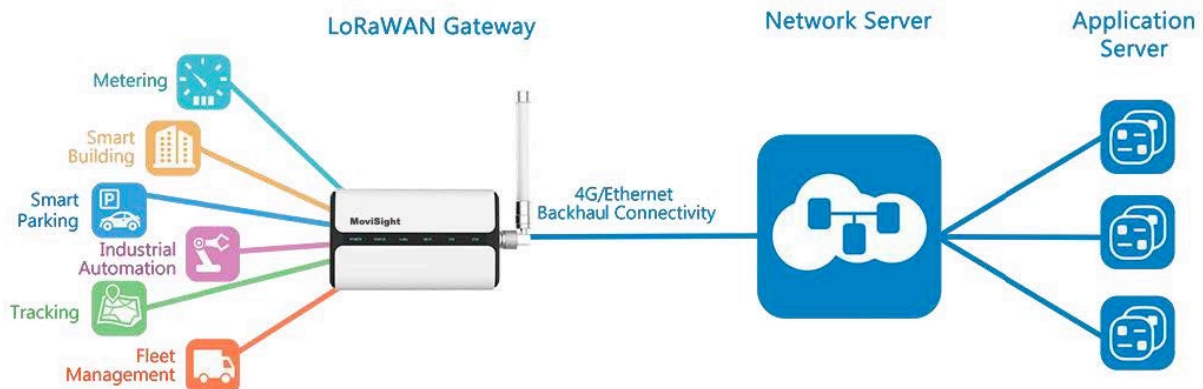 LoRaWAN Gateway
Network Server
Application
Server
Metering
Smart
Building
Smart
Parking
Industrial
Automation
Tracking
Fleet
Management
MoviSight
4G/Ethernet
Backhaul Connectivity
P